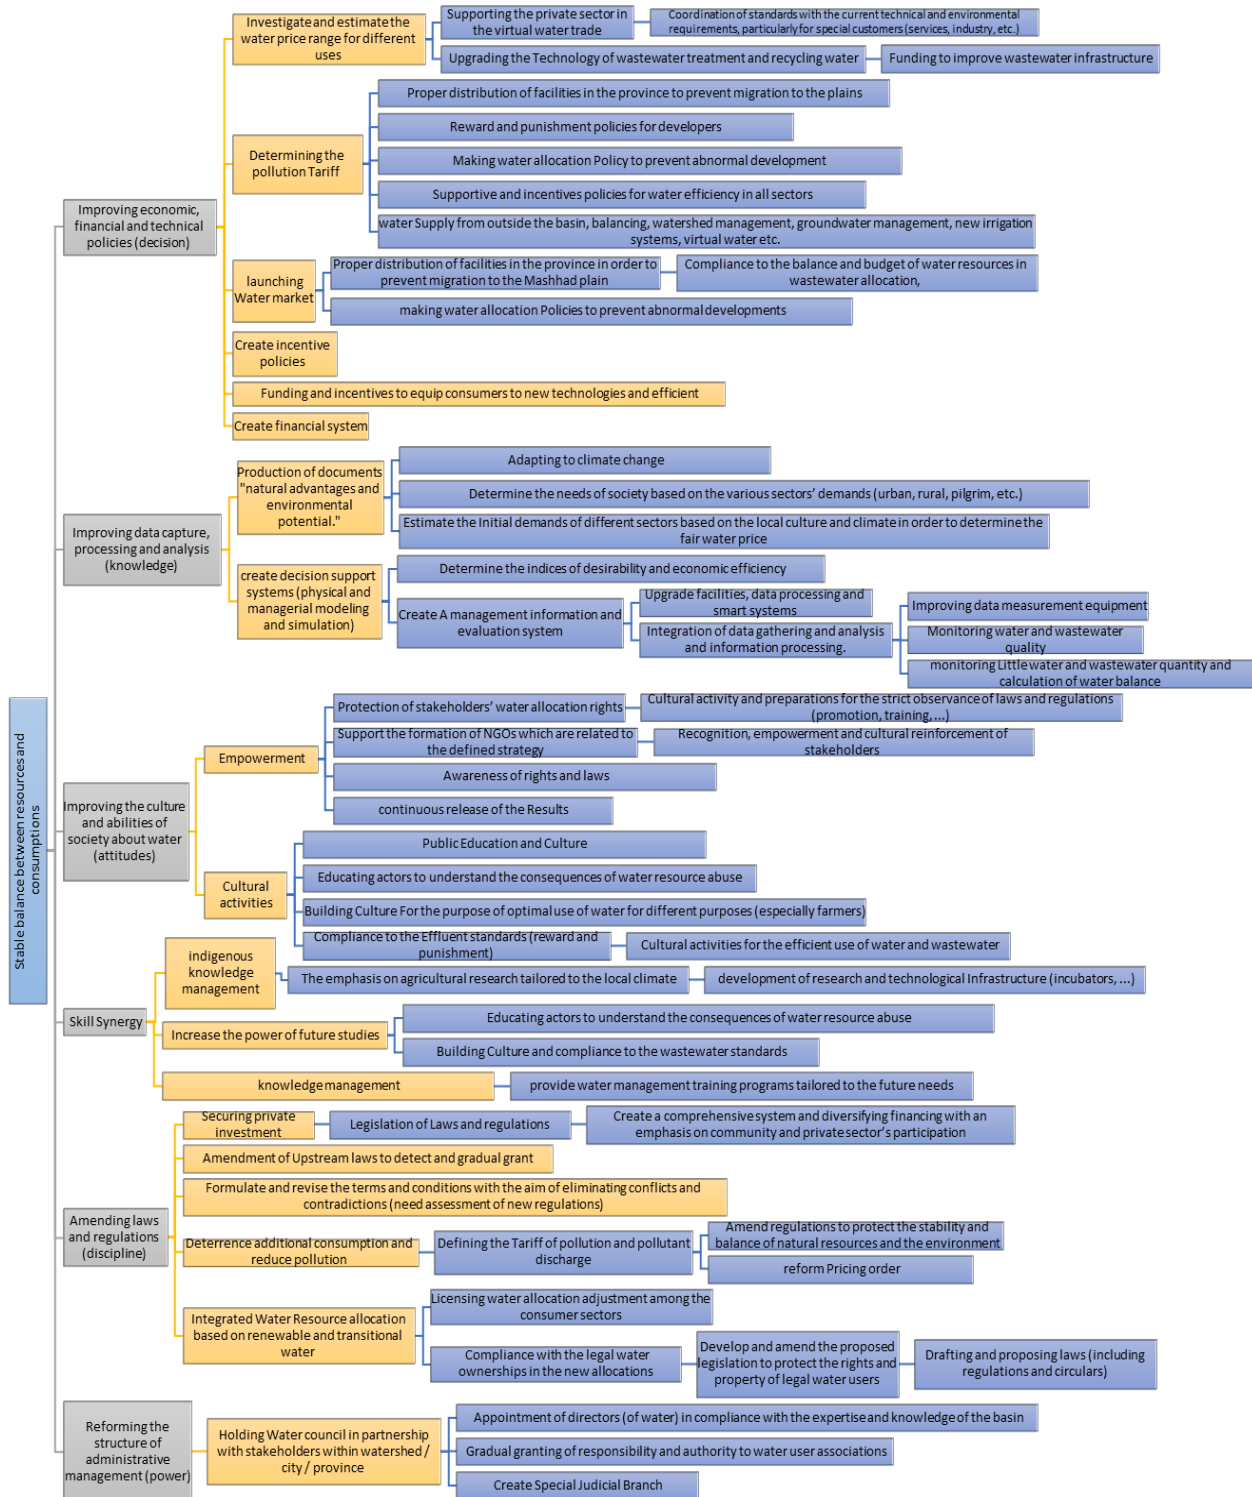 Stable balance between resources and
consumptions
Improving economic,
financial and technical
policies (decision)
Investigate and estimate the
water price range for different
uses
Supporting the private sector in
the virtual water trade
Coordination of standards with the current technical and environmental
requirements, particularly for special customers (services, industry, etc.)
Upgrading the Technology of wastewater treatment and recycling water
Funding to improve wastewater infrastructure
Determining the
pollution Tariff
Proper distribution of facilities in the province to prevent migration to the plains
Reward and punishment policies for developers
Making water allocation Policy to prevent abnormal development
Supportive and incentives policies for water efficiency in all sectors
water Supply from outside the basin, balancing, watershed management, groundwater management, new irrigation
systems, virtual water etc.
launching
Water market
Proper distribution of facilities in the province in order to
prevent migration to the Mashhad plain
Compliance to the balance and budget of water resources in
wastewater allocation,
making water allocation Policies to prevent abnormal developments
Create incentive
policies
Funding and incentives to equip consumers to new technologies and efficient
Create financial system
Improving data capture,
processing and analysis
(knowledge)
Production of documents
"natural advantages and
environmental
potential."
Adapting to climate change
Determine the needs of society based on the various sectors’ demands (urban, rural, pilgrim, etc.)
Estimate the Initial demands of different sectors based on the local culture and climate in order to determine the
fair water price
create decision support
systems (physical and
managerial modeling
and simulation)
Determine the indices of desirability and economic efficiency
Create A management information and
evaluation system
Upgrade facilities, data processing and
smart systems
Integration of data gathering and analysis
and information processing.
Improving data measurement equipment
Monitoring water and wastewater
quality
monitoring Little water and wastewater quantity and
calculation of water balance
Improving the culture
and abilities of
society about water
(attitudes)
Empowerment
Protection of stakeholders’ water allocation rights
Cultural activity and preparations for the strict observance of laws and regulations
(promotion, training, ...)
Support the formation of NGOs which are related to
the defined strategy
Recognition, empowerment and cultural reinforcement of
stakeholders
Awareness of rights and laws
continuous release of the Results
Cultural
activities
Public Education and Culture
Educating actors to understand the consequences of water resource abuse
Building Culture For the purpose of optimal use of water for different purposes (especially farmers)
Compliance to the Effluent standards (reward and
punishment)
Cultural activities for the efficient use of water and wastewater
Skill Synergy
indigenous
knowledge
management
The emphasis on agricultural research tailored to the local climate
development of research and technological Infrastructure (incubators, ...)
Increase the power of future studies
Educating actors to understand the consequences of water resource abuse
Building Culture and compliance to the wastewater standards
knowledge management
provide water management training programs tailored to the future needs
Amending laws
and regulations
(discipline)
Securing private
investment
Legislation of Laws and regulations
Create a comprehensive system and diversifying financing with an
emphasis on community and private sector’s participation
Amendment of Upstream laws to detect and gradual grant
Formulate and revise the terms and conditions with the aim of eliminating conflicts and
contradictions (need assessment of new regulations)
Deterrence additional consumption and
reduce pollution
Defining the Tariff of pollution and pollutant
discharge
Amend regulations to protect the stability and
balance of natural resources and the environment
reform Pricing order
Integrated Water Resource allocation
based on renewable and transitional
water
Licensing water allocation adjustment among the
consumer sectors
Compliance with the legal water
ownerships in the new allocations
Develop and amend the proposed
legislation to protect the rights and
property of legal water users
Drafting and proposing laws (including
regulations and circulars)
Reforming the
structure of
administrative
management (power)
Holding Water council in partnership
with stakeholders within watershed /
city / province
Appointment of directors (of water) in compliance with the expertise and knowledge of the basin
Gradual granting of responsibility and authority to water user associations
Create Special Judicial Branch